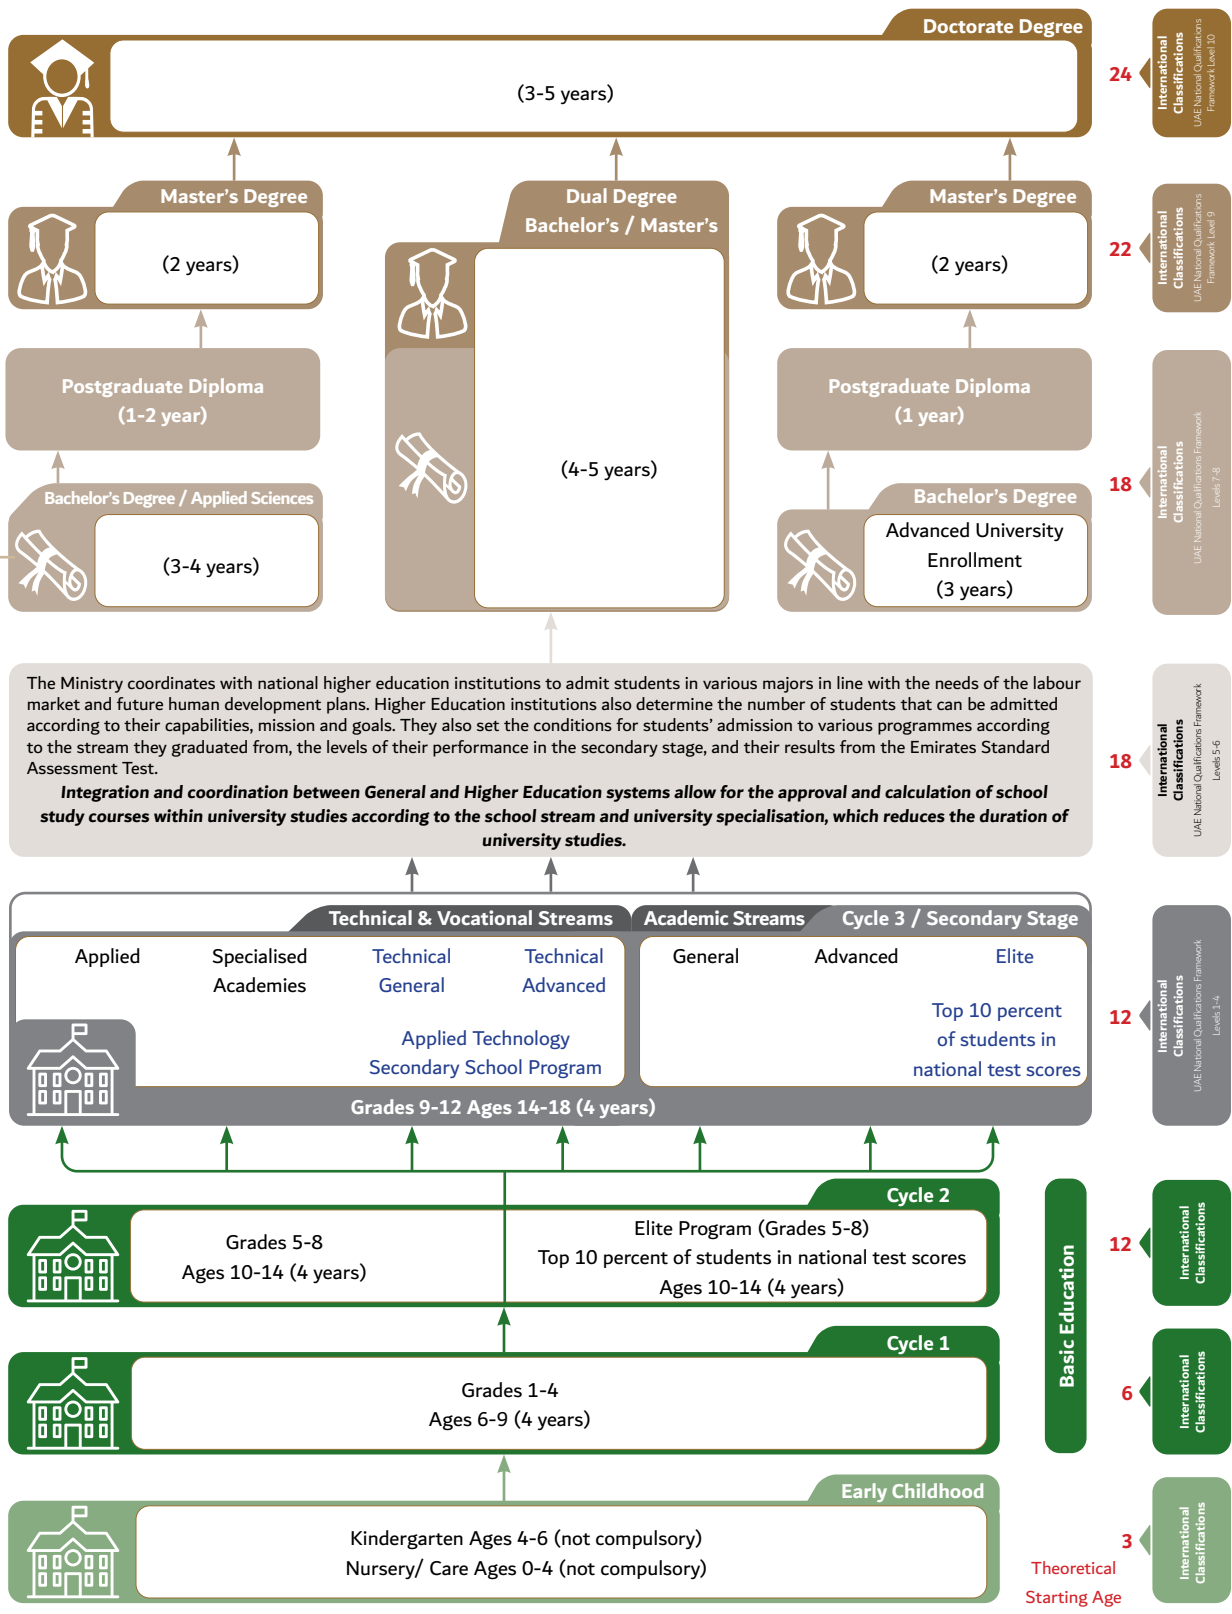 Doctorate Degree
(3-5 years)
24
International
Classifications
UAE National Qualifications
Framework Level 10
Master's Degree
(2 years)
Dual Degree
Bachelor's / Master's
(4-5 years)
Master's Degree
(2 years)
22
International
Classifications
UAE National Qualifications
Framework Level 9
Postgraduate Diploma
(1-2 year)
Postgraduate Diploma
(1 year)
Bachelor's Degree / Applied Sciences
(3-4 years)
Bachelor's Degree
Advanced University
Enrollment
(3 years)
18
International
Classifications
UAE National Qualifications Framework
Levels 7-8
The Ministry coordinates with national higher education institutions to admit students in various majors in line with the needs of the labour
market and future human development plans. Higher Education institutions also determine the number of students that can be admitted
according to their capabilities, mission and goals. They also set the conditions for students' admission to various programmes according
to the stream they graduated from, the levels of their performance in the secondary stage, and their results from the Emirates Standard
Assessment Test.
Integration and coordination between General and Higher Education systems allow for the approval and calculation of school
study courses within university studies according to the school stream and university specialisation, which reduces the duration of
university studies.
18
International
Classifications
UAE National Qualifications Framework
Levels 5-6
Technical & Vocational Streams
Academic Streams
Cycle 3 / Secondary Stage
Applied
Specialised
Academies
Technical
General
Technical
Advanced
Applied Technology
Secondary School Program
General
Advanced
Elite
Top 10 percent
of students in
national test scores
Grades 9-12 Ages 14-18 (4 years)
12
International
Classifications
UAE National Qualifications Framework
Levels 1-4
Cycle 2
Grades 5-8
Ages 10-14 (4 years)
Elite Program (Grades 5-8)
Top 10 percent of students in national test scores
Ages 10-14 (4 years)
12
International
Classifications
Basic Education
Cycle 1
Grades 1-4
Ages 6-9 (4 years)
6
International
Classifications
Early Childhood
Kindergarten Ages 4-6 (not compulsory)
Nursery/ Care Ages 0-4 (not compulsory)
3
Theoretical
Starting Age
International
Classifications